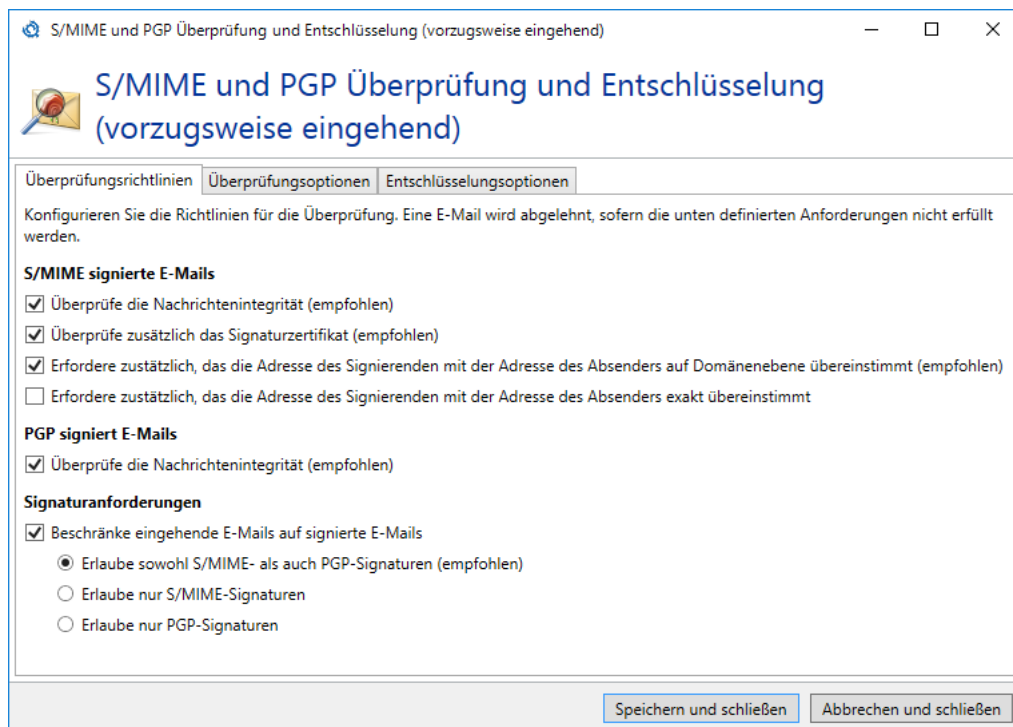 S/MIME und PGP Überprüfung und Entschlüsselung (vorzugsweise eingehend)
S/MIME und PGP Überprüfung und Entschlüsselung
(vorzugsweise eingehend)
Überprüfungsrichtlinien Überprüfungsoptionen Entschlüsselungsoptionen
Konfigurieren Sie die Richtlinien für die Überprüfung. Eine E-Mail wird abgelehnt, sofern die unten definierten Anforderungen nicht erfüllt
werden.
S/MIME signierte E-Mails
Überprüfe die Nachrichtenintegrität (empfohlen)
Überprüfe zusätzlich das Signaturzertifikat (empfohlen)
Erfordere zustätzlich, das die Adresse des Signierenden mit der Adresse des Absenders auf Domänenebene übereinstimmt (empfohlen)
Erfordere zustätzlich, das die Adresse des Signierenden mit der Adresse des Absenders exakt übereinstimmt
PGP signiert E-Mails
Überprüfe die Nachrichtenintegrität (empfohlen)
Signaturanforderungen
Beschränke eingehende E-Mails auf signierte E-Mails
Erlaube sowohl S/MIME- als auch PGP-Signaturen (empfohlen)
Erlaube nur S/MIME-Signaturen
Erlaube nur PGP-Signaturen
Speichern und schließen Abbrechen und schließen